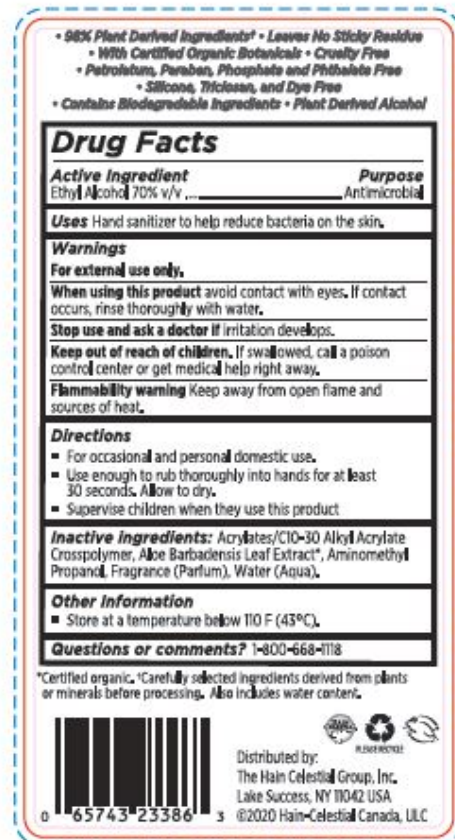 • 98% Plant Derived Ingredients† • Leaves No Sticky Residue
• With Certified Organic Botanicals • Cruelty Free
• Petrolatum, Paraben, Phosphate and Phthalate Free
• Silicone, Triclosan, and Dye Free
• Contains Biodegradable Ingredients • Plant Derived Alcohol
Drug Facts
Active Ingredient Purpose
Ethyl Alcohol 70% v/v Antimicrobial
Uses Hand sanitizer to help reduce bacteria on the skin.
Warnings
For external use only.
When using this product avoid contact with eyes. If contact
occurs, rinse thoroughly with water.
Stop use and ask a doctor if irritation develops.
Keep out of reach of children. If swallowed, call a poison
control center or get medical help right away.
Flammability warning Keep away from open flame and
sources of heat.
Directions
▪ For occasional and personal domestic use.
▪ Use enough to rub thoroughly into hands for at least
30 seconds. Allow to dry.
▪ Supervise children when they use this product
Inactive ingredients: Acrylates/C10-30 Alkyl Acrylate
Crosspolymer, Aloe Barbadensis Leaf Extract*, Aminomethyl
Propanol, Fragrance (Parfum), Water (Aqua).
Other Information
▪ Store at a temperature below 110 F (43°C).
Questions or comments? 1-800-668-1118
*Certified organic. †Carefully selected ingredients derived from plants
or minerals before processing. Also includes water content.
PLEASE RECYCLE
Distributed by:
The Hain Celestial Group, Inc.
Lake Success, NY 11042 USA
©2020 Hain-Celestial Canada, ULC
0 65743 23386 3